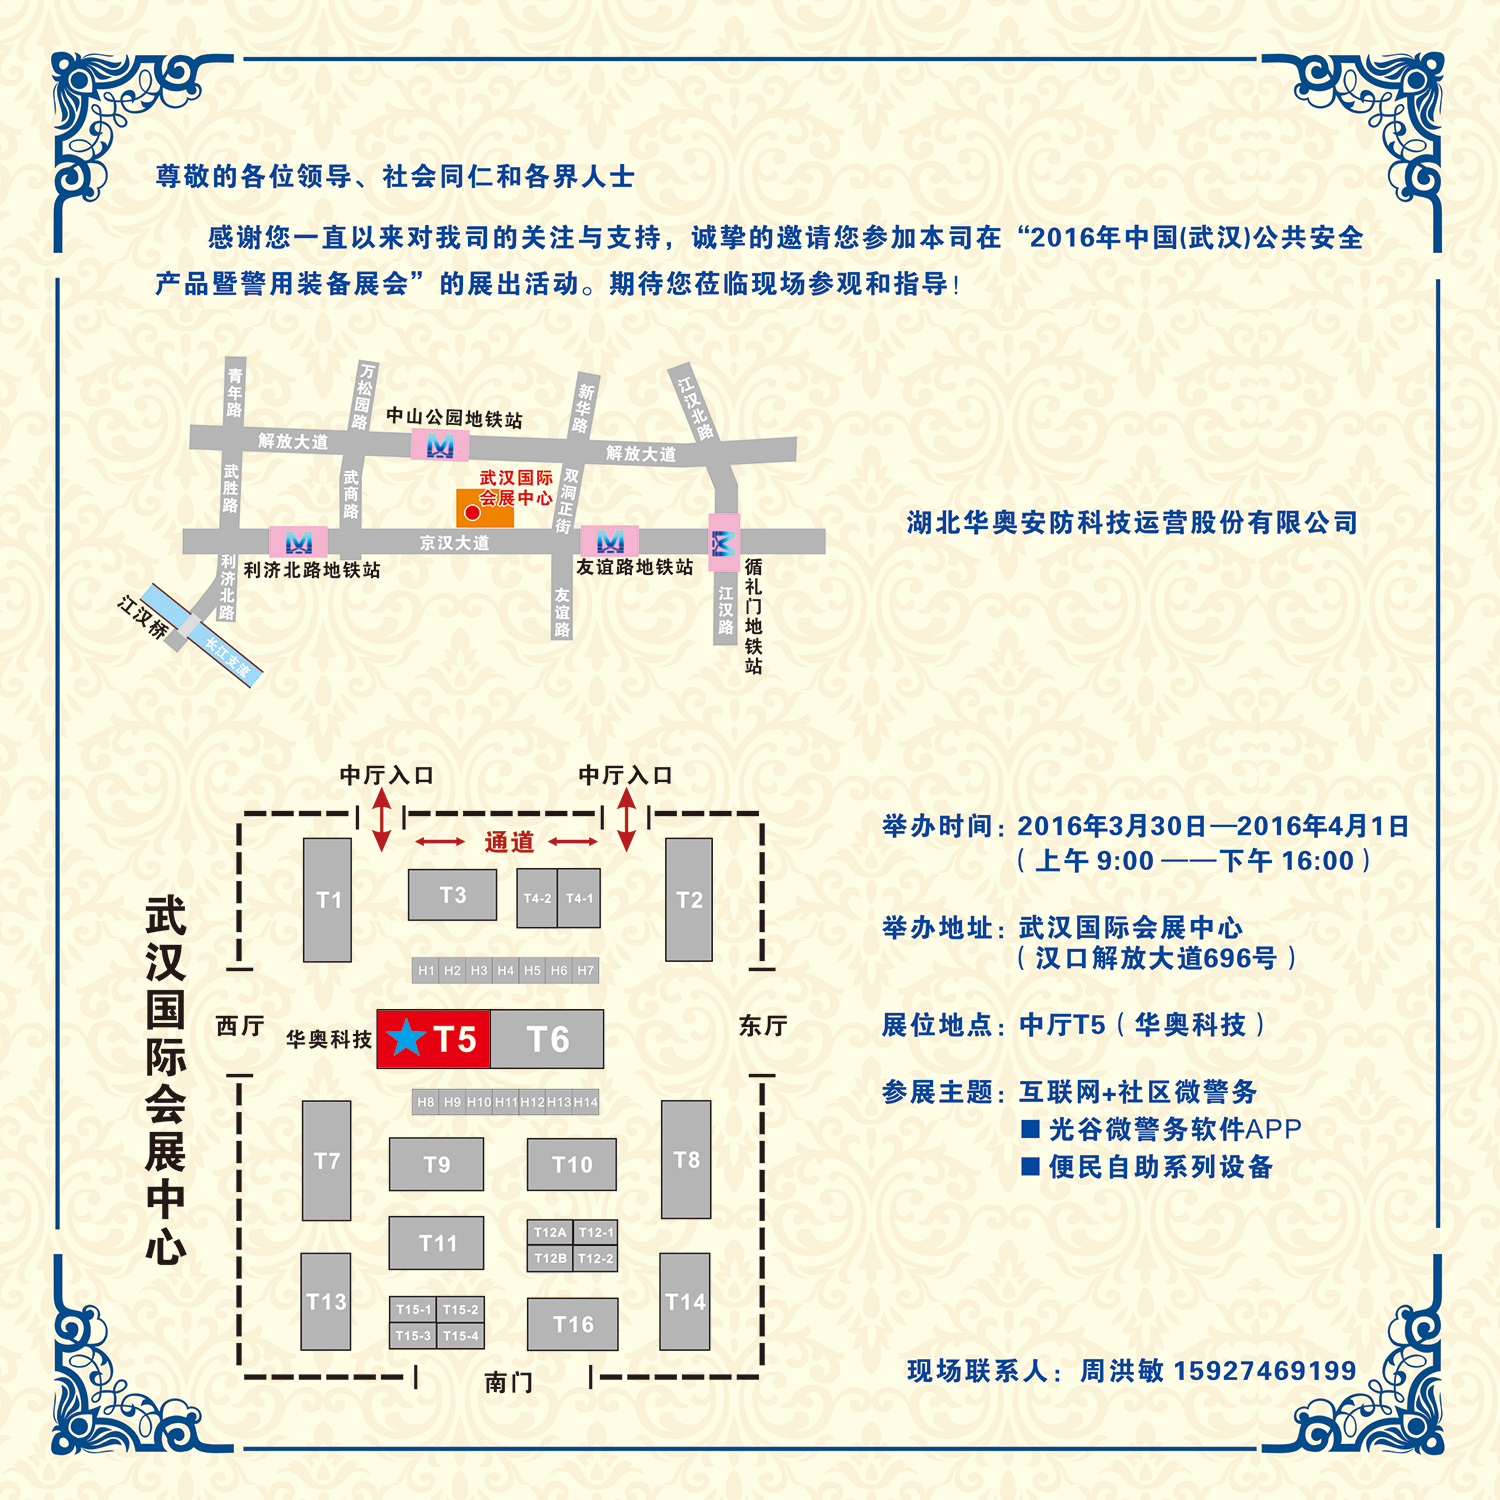 尊敬的各位领导、社会同仁和各界人士
感谢您一直以来对我司的关注与支持，诚挚的邀请您参加本司在“2016年中国(武汉)公共安全
产品暨警用装备展会”的展出活动。期待您莅临现场参观和指导！
青年路
万松园路
新华路
江汉北路
中山公园地铁站
解放大道
解放大道
武胜路
武商路
武汉国际
会展中心
双洞正街
京汉大道
利济北路
利济北路地铁站
友谊路地铁站
友谊路
江汉路
循礼门地铁站
江汉桥
长江支流
湖北华奥安防科技运营股份有限公司
武汉国际会展中心
中厅入口
中厅入口
通道
T1
T3
T4-2
T4-1
T2
H1 H2 H3 H4 H5 H6 H7
西厅
华奥科技
T5
T6
东厅
H8 H9 H10 H11 H12 H13 H14
T7
T9
T10
T8
T11
T12A T12-1
T12B T12-2
T13
T15-1 T15-2
T15-3 T15-4
T16
T14
南门
举办时间：2016年3月30日—2016年4月1日
（上午 9:00 ——下午 16:00）
举办地址：武汉国际会展中心
（汉口解放大道696号）
展位地点：中厅T5（华奥科技）
参展主题：互联网+社区微警务
■ 光谷微警务软件APP
■ 便民自助系列设备
现场联系人：周洪敏 15927469199